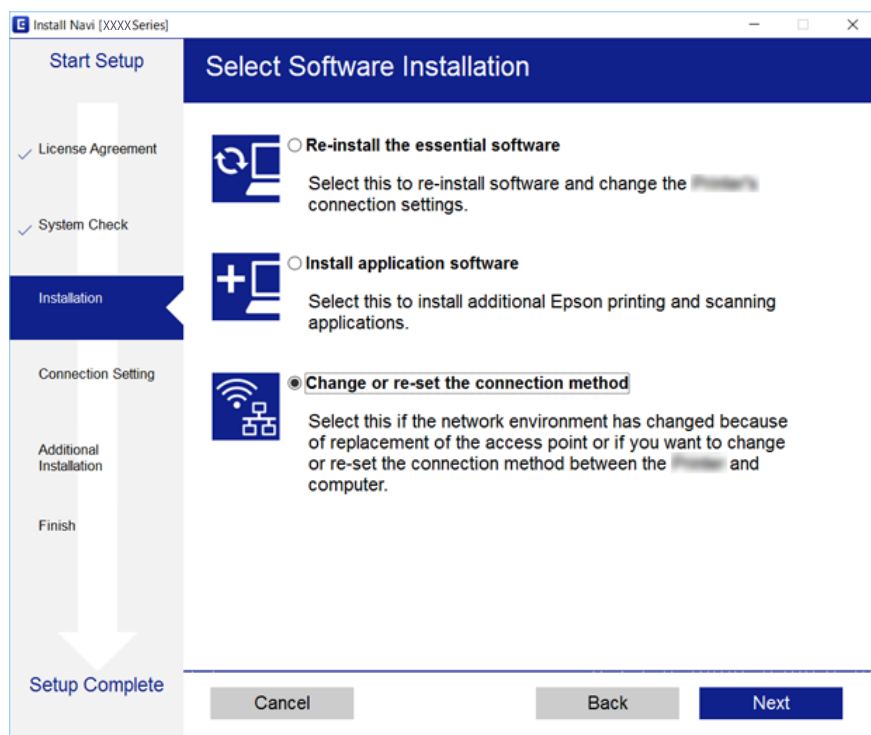 Install Navi [XXXXSeries]
Start Setup
License Agreement
System Check
Installation
Connection Setting
Additional
Installation
Finish
Setup Complete
Select Software Installation
Re-install the essential software
Select this to re-install software and change the
connection settings.
Install application software
Select this to install additional Epson printing and scanning
applications.
Change or re-set the connection method
Select this if the network environment has changed because
of replacement of the access point or if you want to change
or re-set the connection method between the and
computer.
Cancel
Back
Next